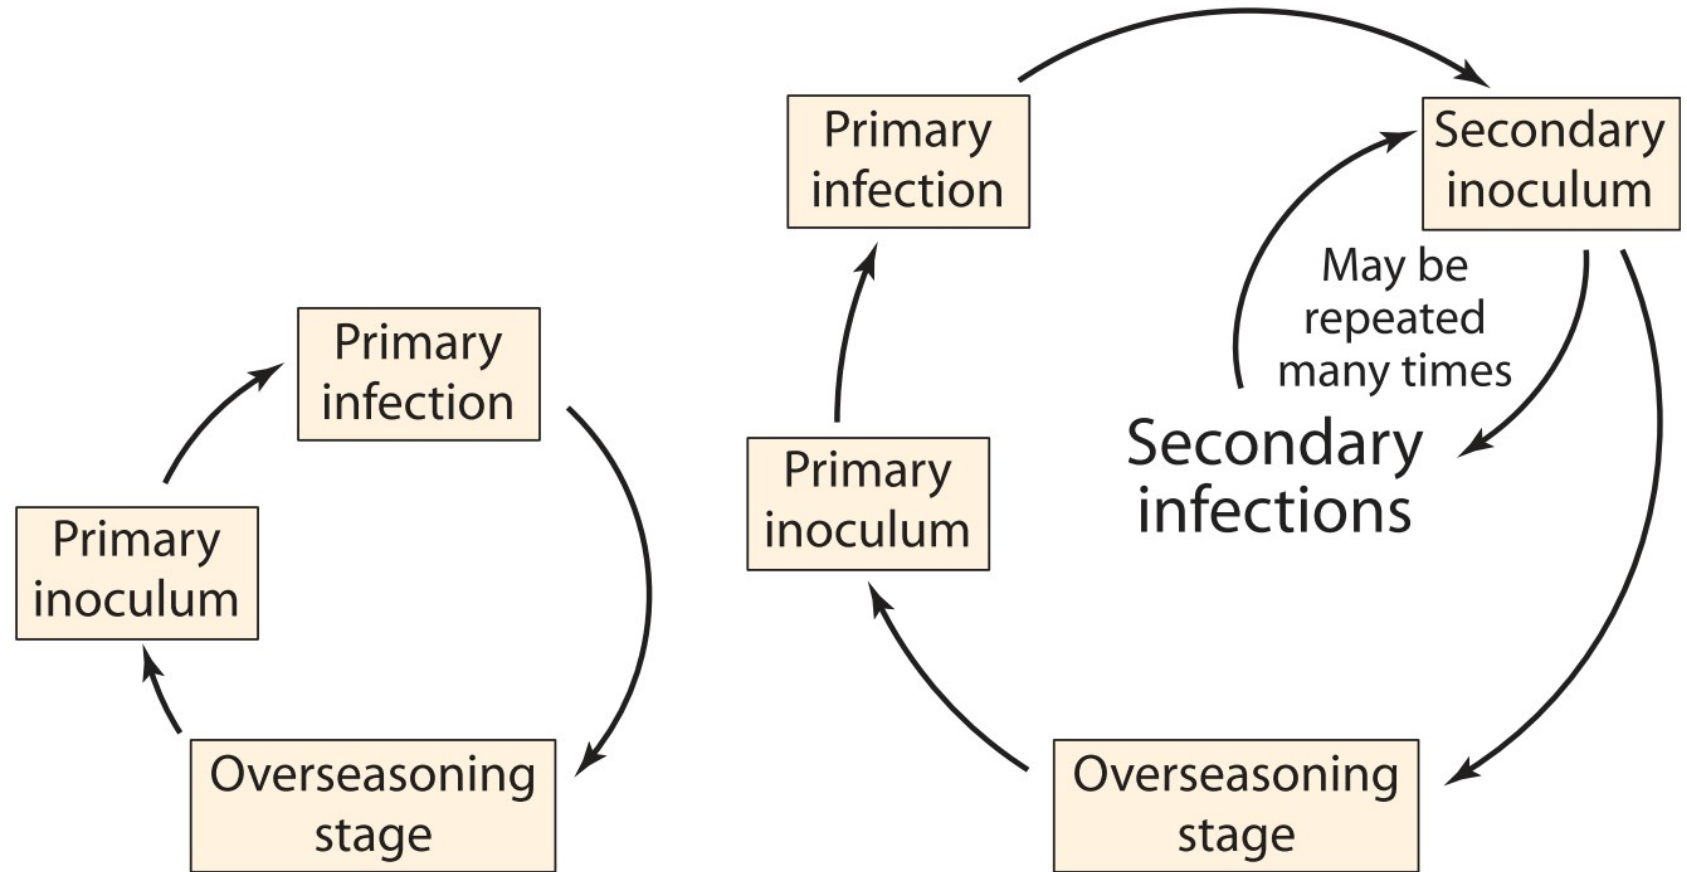 Primary
infection
Primary
inoculum
Overseasoning
stage
Primary
infection
Secondary
inoculum
May be
repeated
many times
Secondary
infections
Primary
inoculum
Overseasoning
stage